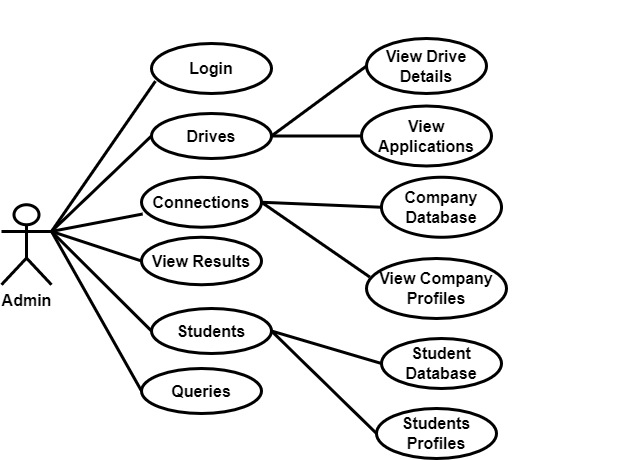 Login
View Drive
Details
Drives
View
Applications
Connections
Company
Database
View Results
View Company
Profiles
Admin
Students
Student
Database
Queries
Students
Profiles